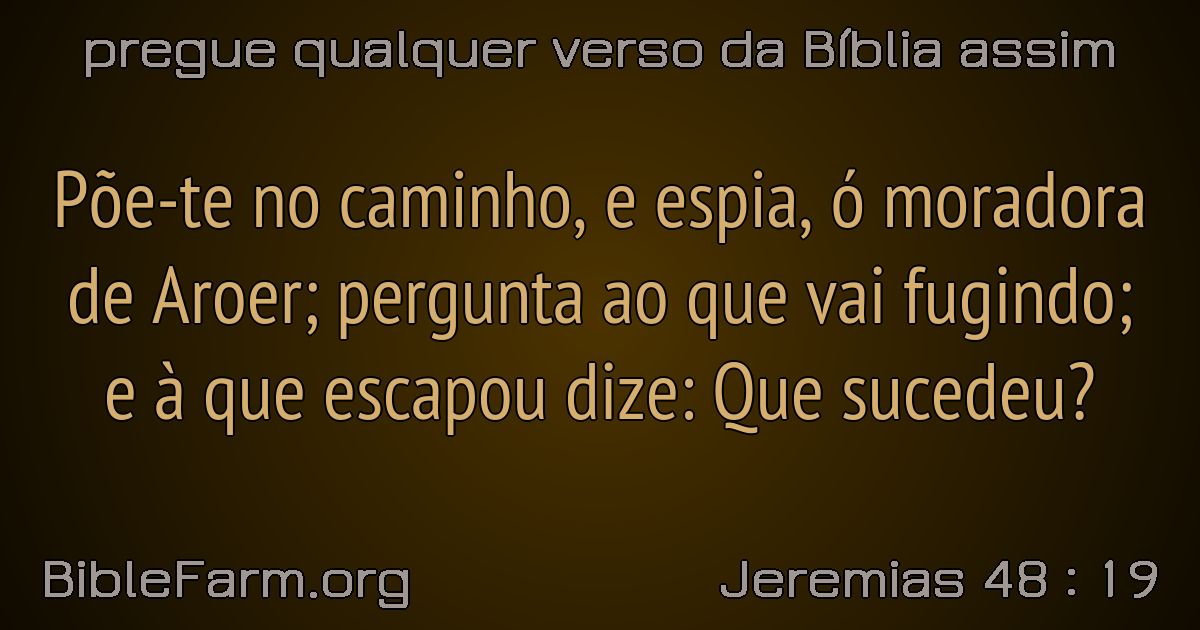 pregue qualquer verso da Bíblia assim
Põe-te no caminho, e espia, ó moradora
de Aroer; pergunta ao que vai fugindo;
e à que escapou dize: Que sucedeu?
BibleFarm.org
Jeremias 48 : 19